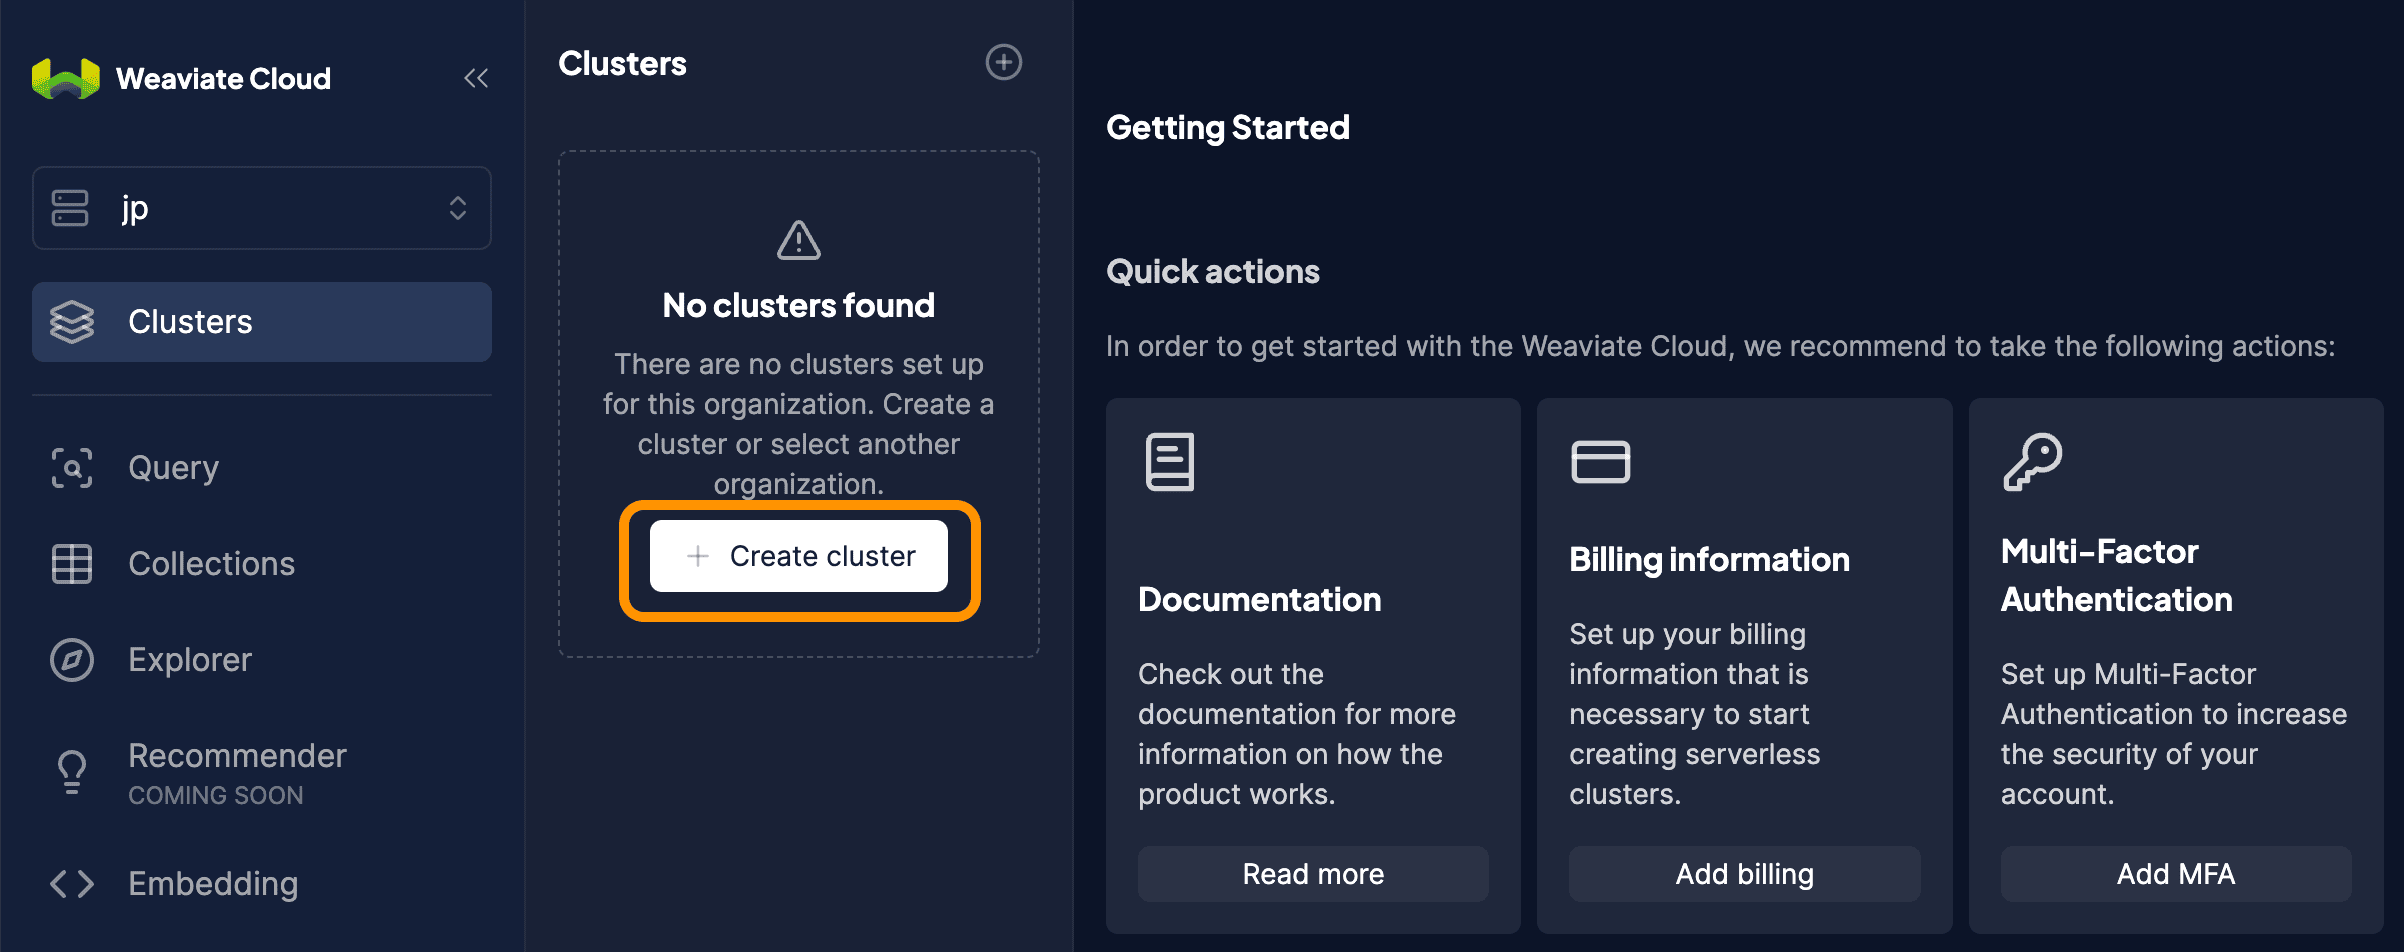 Weaviate Cloud
jp
Clusters
Query
Collections
Explorer
Recommender
COMING SOON
Embedding
Clusters
No clusters found
There are no clusters set up
for this organization. Create a
cluster or select another
organization.
Create cluster
Getting Started
Quick actions
In order to get started with the Weaviate Cloud, we recommend to take the following actions:
Documentation
Check out the
documentation for more
information on how the
product works.
Read more
Billing information
Set up your billing
information that is
necessary to start
creating serverless
clusters.
Add billing
Multi-Factor
Authentication
Set up Multi-Factor
Authentication to increase
the security of your
account.
Add MFA